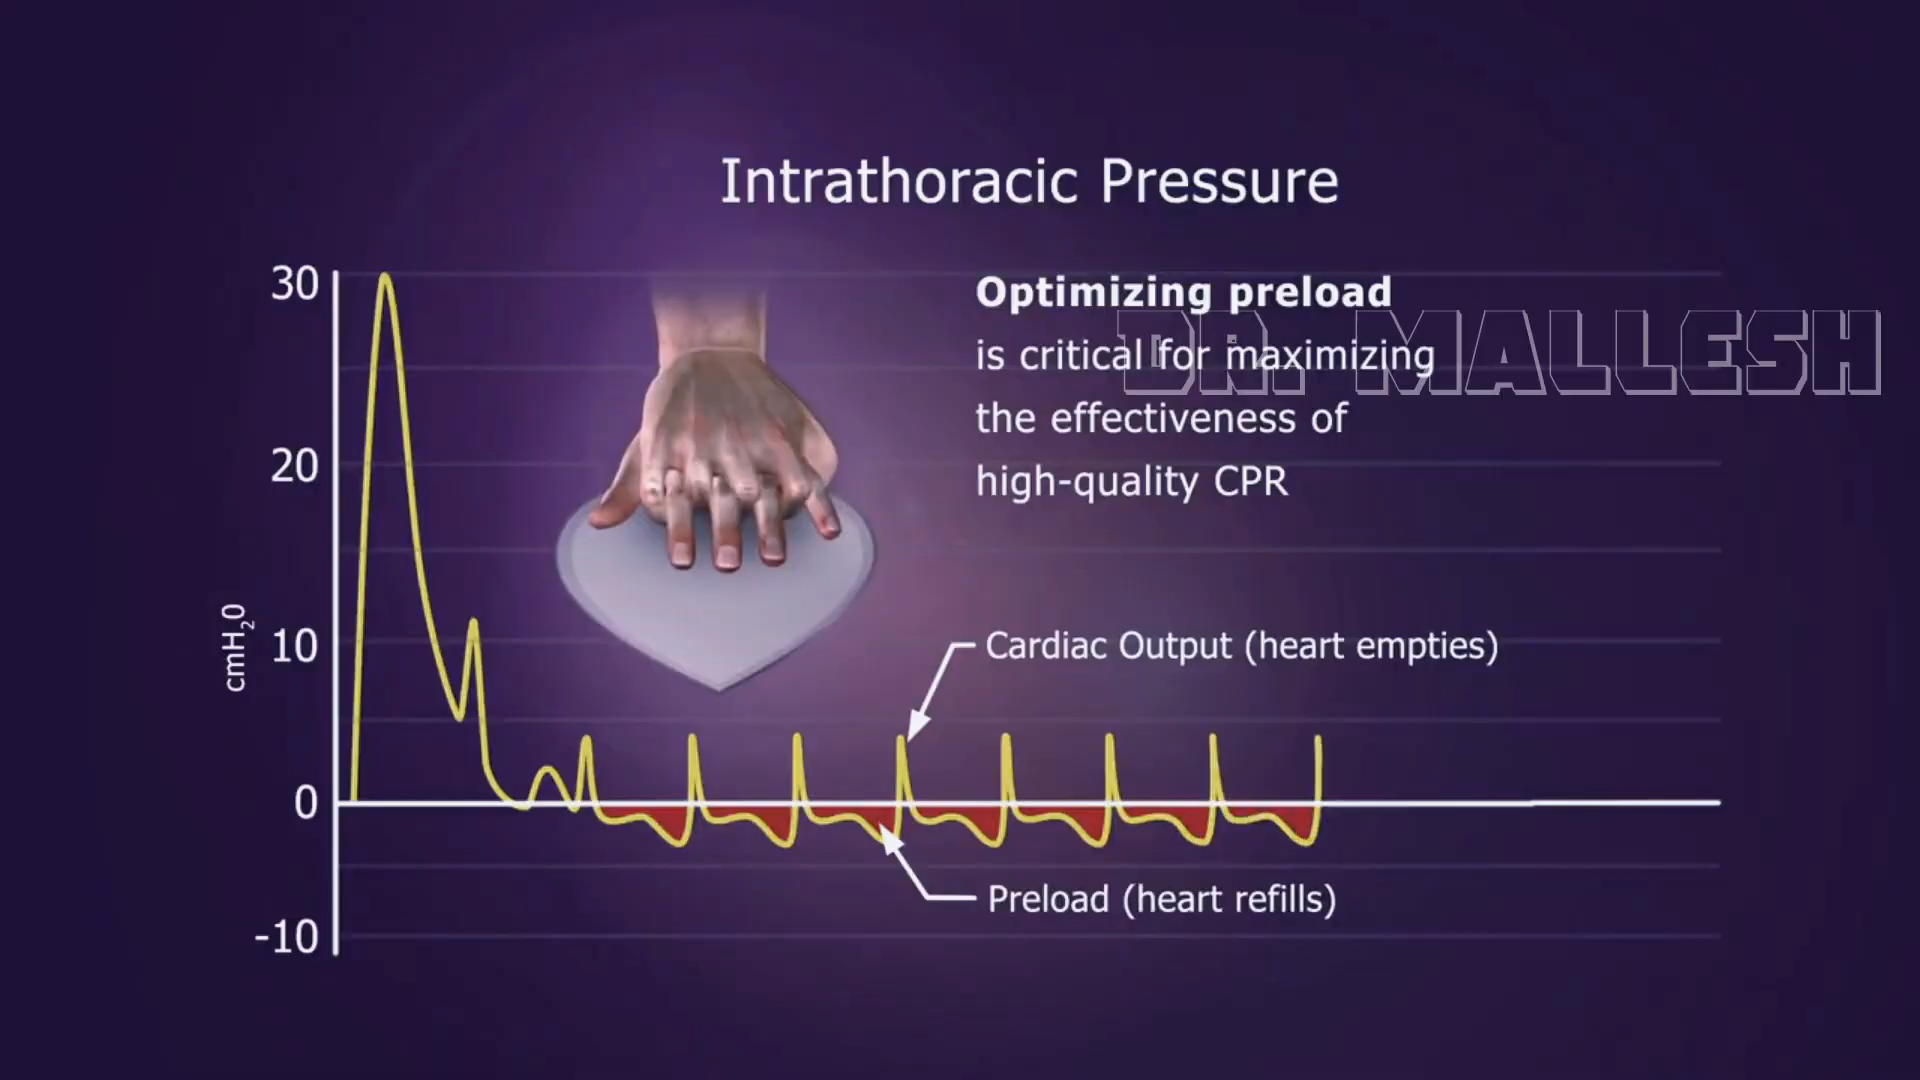 Intrathoracic Pressure
30
20
10
0
-10
cmH₂0
Optimizing preload
is critical for maximizing
the effectiveness of
high-quality CPR
DR. MALLESH
Cardiac Output (heart empties)
Preload (heart refills)